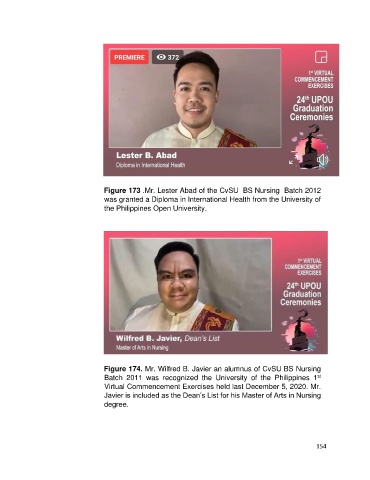 PREMIERE 372
1st VIRTUAL
COMMENCEMENT
EXERCISES
24th UPOU
Graduation
Ceremonies
Lester B. Abad
Diploma in International Health
Figure 173 .Mr. Lester Abad of the CvSU BS Nursing Batch 2012
was granted a Diploma in International Health from the University of
the Philippines Open University.
1st VIRTUAL
COMMENCEMENT
EXERCISES
24th UPOU
Graduation
Ceremonies
Wilfred B. Javier, Dean's List
Master of Arts in Nursing
Figure 174. Mr. Wilfred B. Javier an alumnus of CvSU BS Nursing
Batch 2011 was recognized the University of the Philippines 1st
Virtual Commencement Exercises held last December 5, 2020. Mr.
Javier is included as the Dean's List for his Master of Arts in Nursing
degree.
154